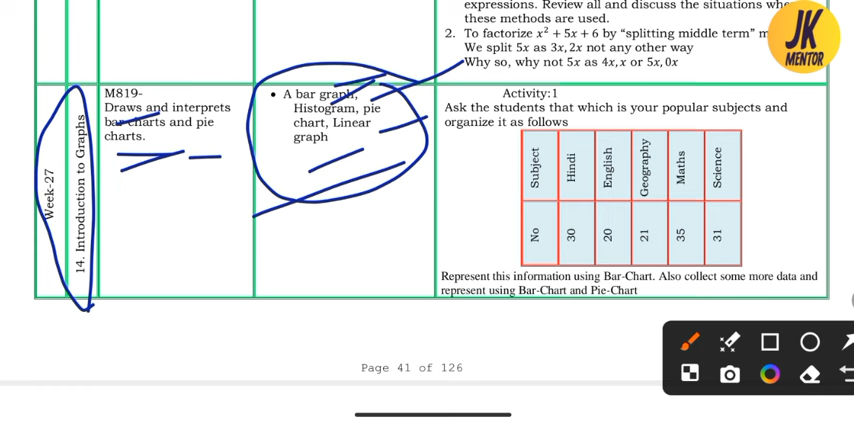 expressions. Review all and discuss the situations
these methods are used.
2. To factorize x² + 5x + 6 by “splitting middle term”
We split 5x as 3x, 2x not any other way
Why so, why not 5x as 4x, x or 5x, 0x
JK
MENTOR
Week-27
14. Introduction to Graphs
M819-
Draws and interprets
bar charts and pie
charts.
• A bar graph,
Histogram, pie
chart, Linear
graph
Activity:1
Ask the students that which is your popular subjects and
organize it as follows
Subject Hindi English Geography Maths Science
No 30 20 21 35 31
Represent this information using Bar-Chart. Also collect some more data and
represent using Bar-Chart and Pie-Chart
Page 41 of 126